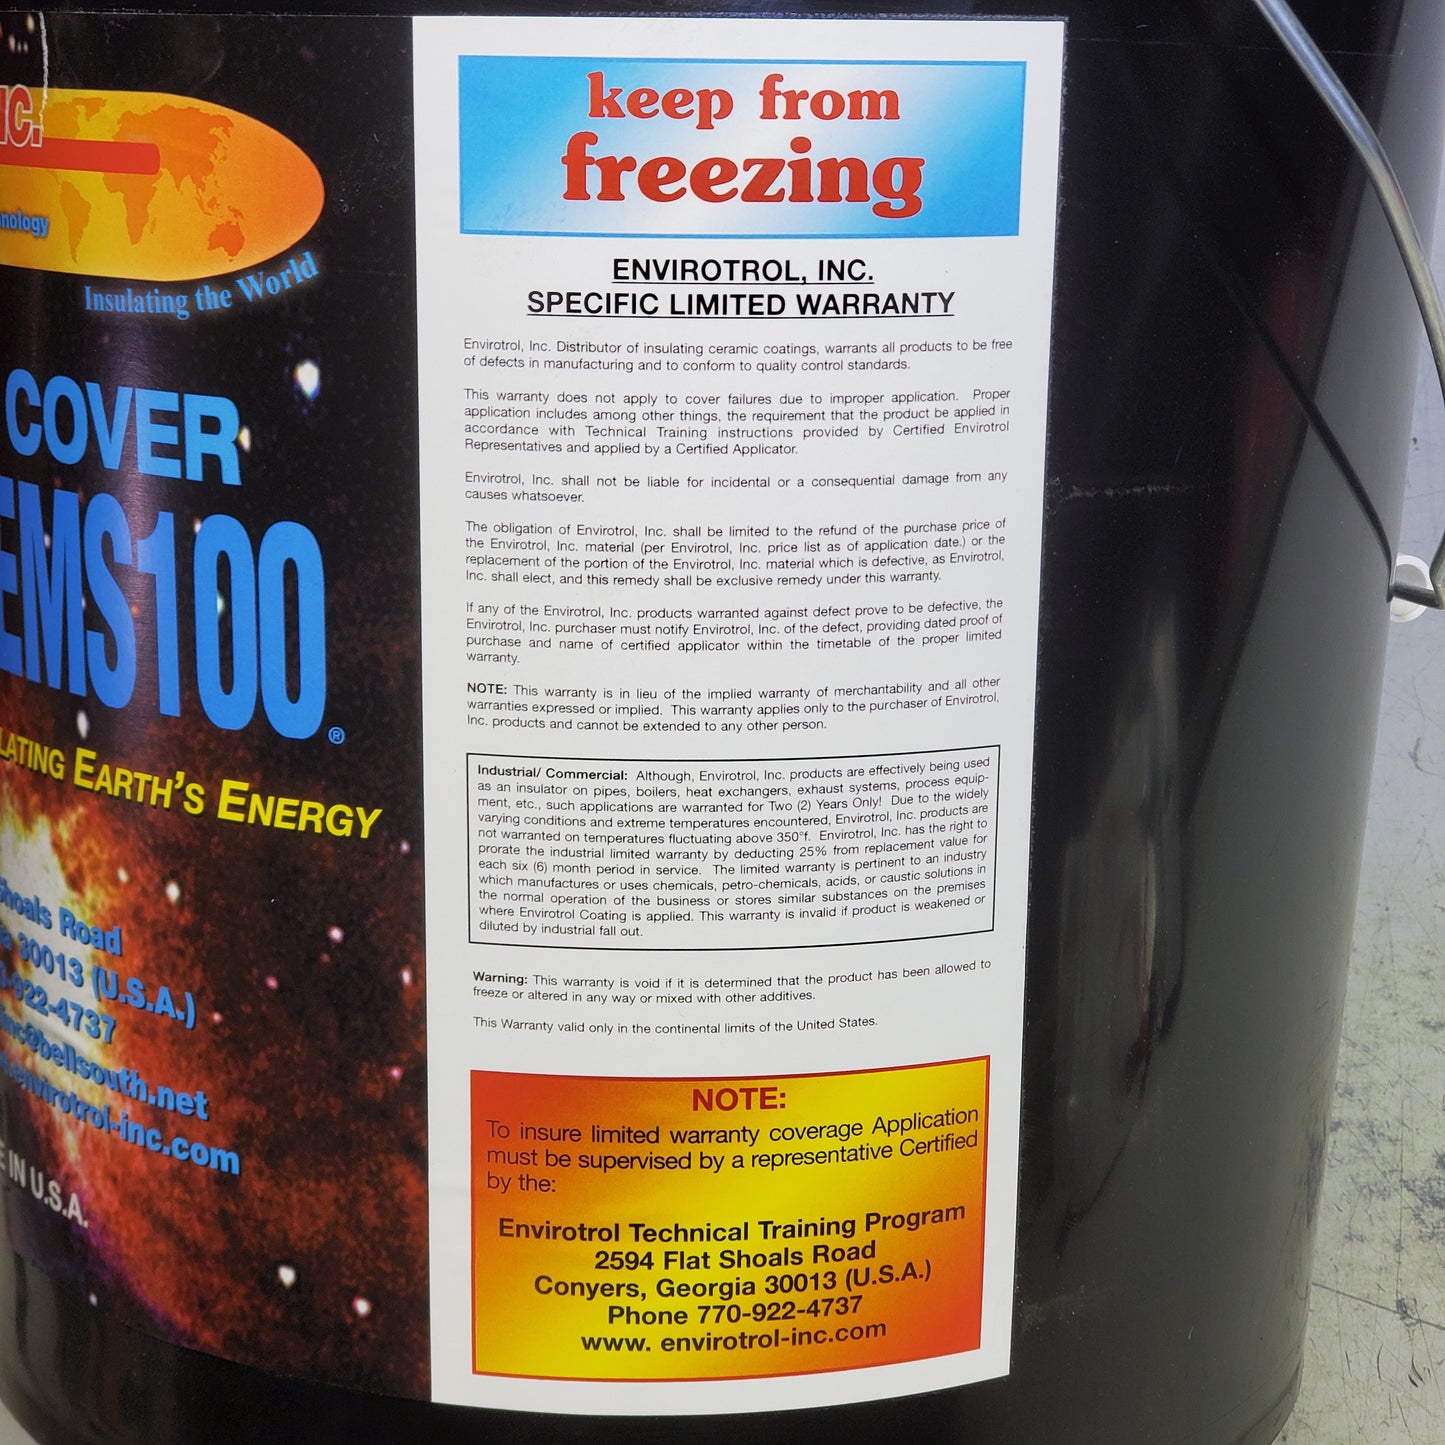 NC.
Insulating the World
COVER
EMS100®
EARTH'S ENERGY
Shoals Road
30013 (U.S.A.)
-922-4737
@bellsouth.net
envirotrol-inc.com
IN U.S.A.
keep from
freezing
ENVIROTROL, INC.
SPECIFIC LIMITED WARRANTY
Envirotrol, Inc. Distributor of insulating ceramic coatings, warrants all products to be free
of defects in manufacturing and to conform to quality control standards.
This warranty does not apply to cover failures due to improper application. Proper
application includes among other things, the requirement that the product be applied in
accordance with Technical Training instructions provided by Certified Envirotrol
Representatives and applied by a Certified Applicator.
Envirotrol, Inc. shall not be liable for incidental or a consequential damage from any
causes whatsoever.
The obligation of Envirotrol, Inc. shall be limited to the refund of the purchase price of
the Envirotrol, Inc. material (per Envirotrol, Inc. price list as of application date.) or the
replacement of the portion of the Envirotrol, Inc. material which is defective, as Envirotrol,
Inc. shall elect, and this remedy shall be exclusive remedy under this warranty.
If any of the Envirotrol, Inc. products warranted against defect prove to be defective, the
Envirotrol, Inc. purchaser must notify Envirotrol, Inc. of the defect, providing dated proof of
purchase and name of certified applicator within the timetable of the proper limited
warranty.
NOTE: This warranty is in lieu of the implied warranty of merchantability and all other
warranties expressed or implied. This warranty applies only to the purchaser of Envirotrol,
Inc. products and cannot be extended to any other person.
Industrial/ Commercial: Although, Envirotrol, Inc. products are effectively being used
as an insulator on pipes, boilers, heat exchangers, exhaust systems, process equip-
ment, etc., such applications are warranted for Two (2) Years Only! Due to the widely
varying conditions and extreme temperatures encountered, Envirotrol, Inc. products are
not warranted on temperatures fluctuating above 350°f. Envirotrol, Inc. has the right to
prorate the industrial limited warranty by deducting 25% from replacement value for
each six (6) month period in service. The limited warranty is pertinent to an industry
which manufactures or uses chemicals, petro-chemicals, acids, or caustic solutions in
the normal operation of the business or stores similar substances on the premises
where Envirotrol Coating is applied. This warranty is invalid if product is weakened or
diluted by industrial fall out.
Warning: This warranty is void if it is determined that the product has been allowed to
freeze or altered in any way or mixed with other additives.
This Warranty valid only in the continental limits of the United States.
NOTE:
To insure limited warranty coverage Application
must be supervised by a representative Certified
by the:
Envirotrol Technical Training Program
2594 Flat Shoals Road
Conyers, Georgia 30013 (U.S.A.)
Phone 770-922-4737
www. envirotrol-inc.com